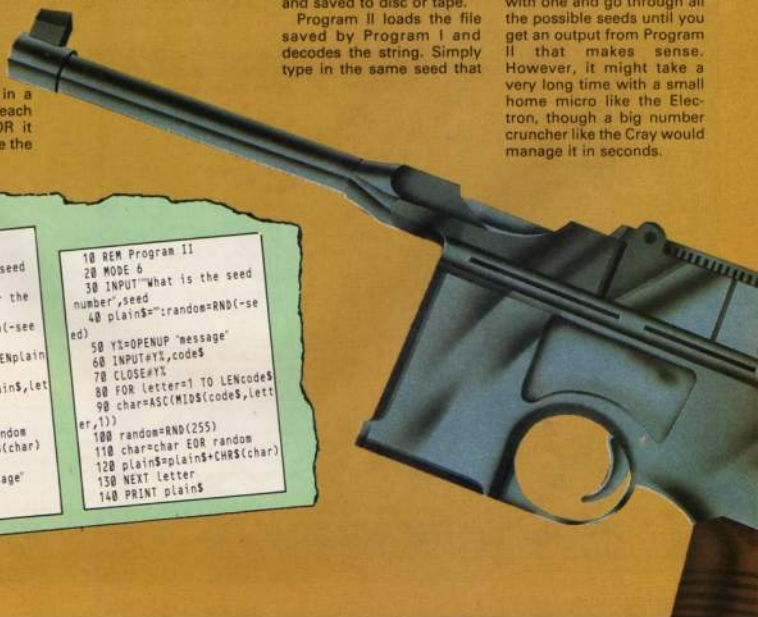 in a
each
OR it
e the
and saved to disc or tape.
Program II loads the file
saved by Program I and
decodes the string. Simply
type in the same seed that
with one and go through all
the possible seeds until you
get an output from Program
II that makes sense.
However, it might take a
very long time with a small
home micro like the Elec-
tron, though a big number
cruncher like the Cray would
manage it in seconds.
seed
the
(-see
ENplain
in$,let
ndom
$(char)
age"
10 REM Program II
20 MODE 6
30 INPUT'"What is the seed
number",seed
40 plain$="":random=RND(-se
ed)
50 Y%=OPENUP "message"
60 INPUT#Y%,code$
70 CLOSE#Y%
80 FOR letter=1 TO LENcode$
90 char=ASC(MID$(code$,lett
er,1))
100 random=RND(255)
110 char=char EOR random
120 plain$=plain$+CHR$(char)
130 NEXT letter
140 PRINT plain$